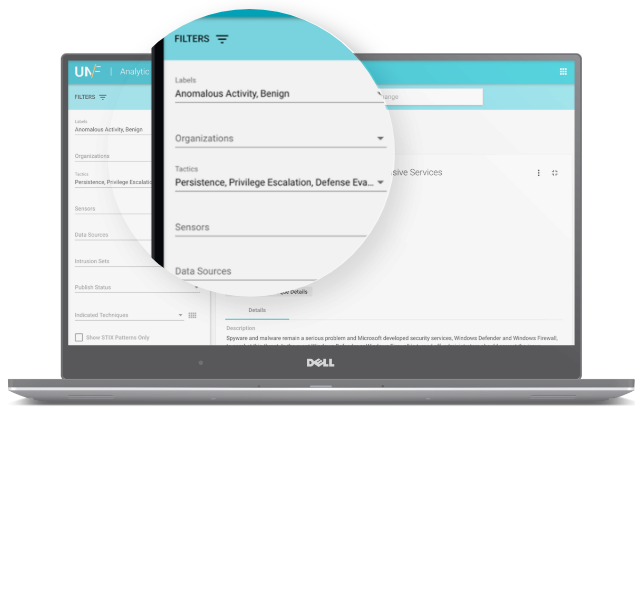 FILTERS
Labels
Anomalous Activity, Benign
Organizations
Tactics
Persistence, Privilege Escalation, Defense Eva...
Sensors
Data Sources
UNF | Analytic
FILTERS
Labels
Anomalous Activity, Benign
Organizations
Tactics
Persistence, Privilege Escalatio
Sensors
Data Sources
Intrusion Sets
Publish Status
Indicated Techniques
Show STIX Patterns Only
sive Services
Details
Details
Description
Spyware and malware remain a serious problem and Microsoft developed security services, Windows Defender and Windows Firewall,
DELL